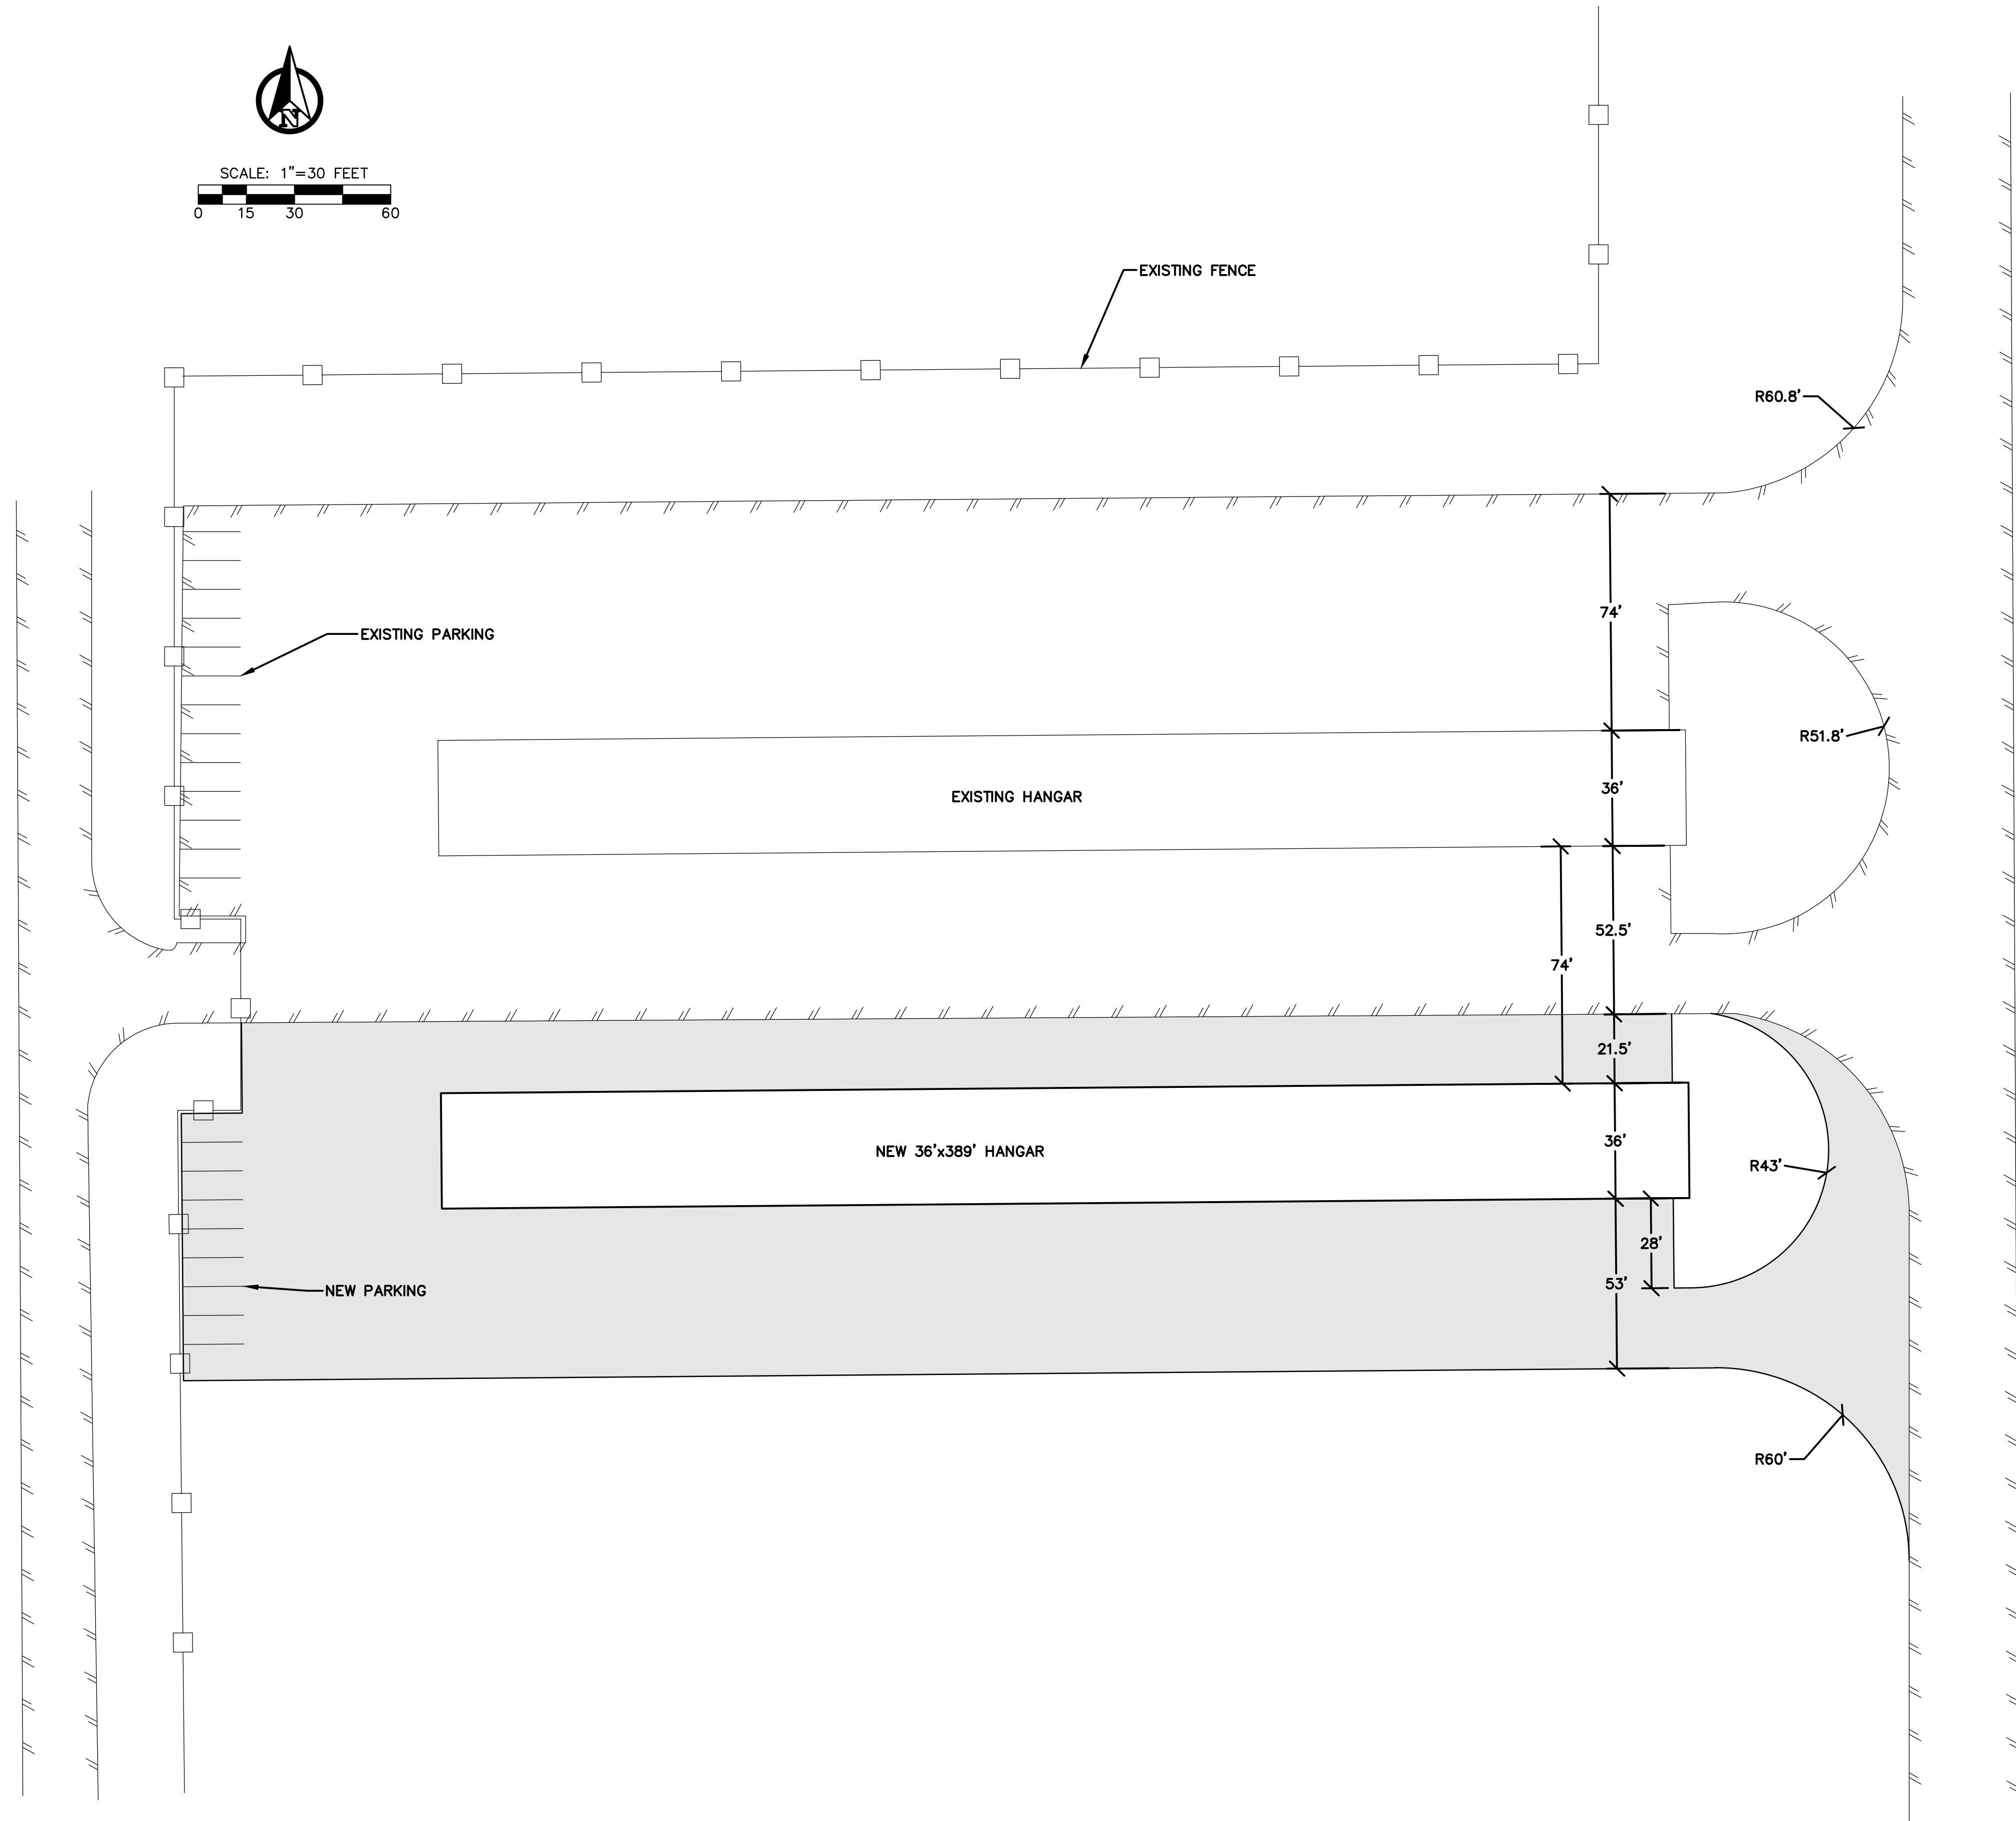 N
SCALE: 1"=30 FEET
0 15 30 60
EXISTING FENCE
R60.8'
74'
EXISTING PARKING
R51.8'
36'
EXISTING HANGAR
52.5'
74'
21.5'
36'
NEW 36'x389' HANGAR
R43'
28'
53'
NEW PARKING
R60'